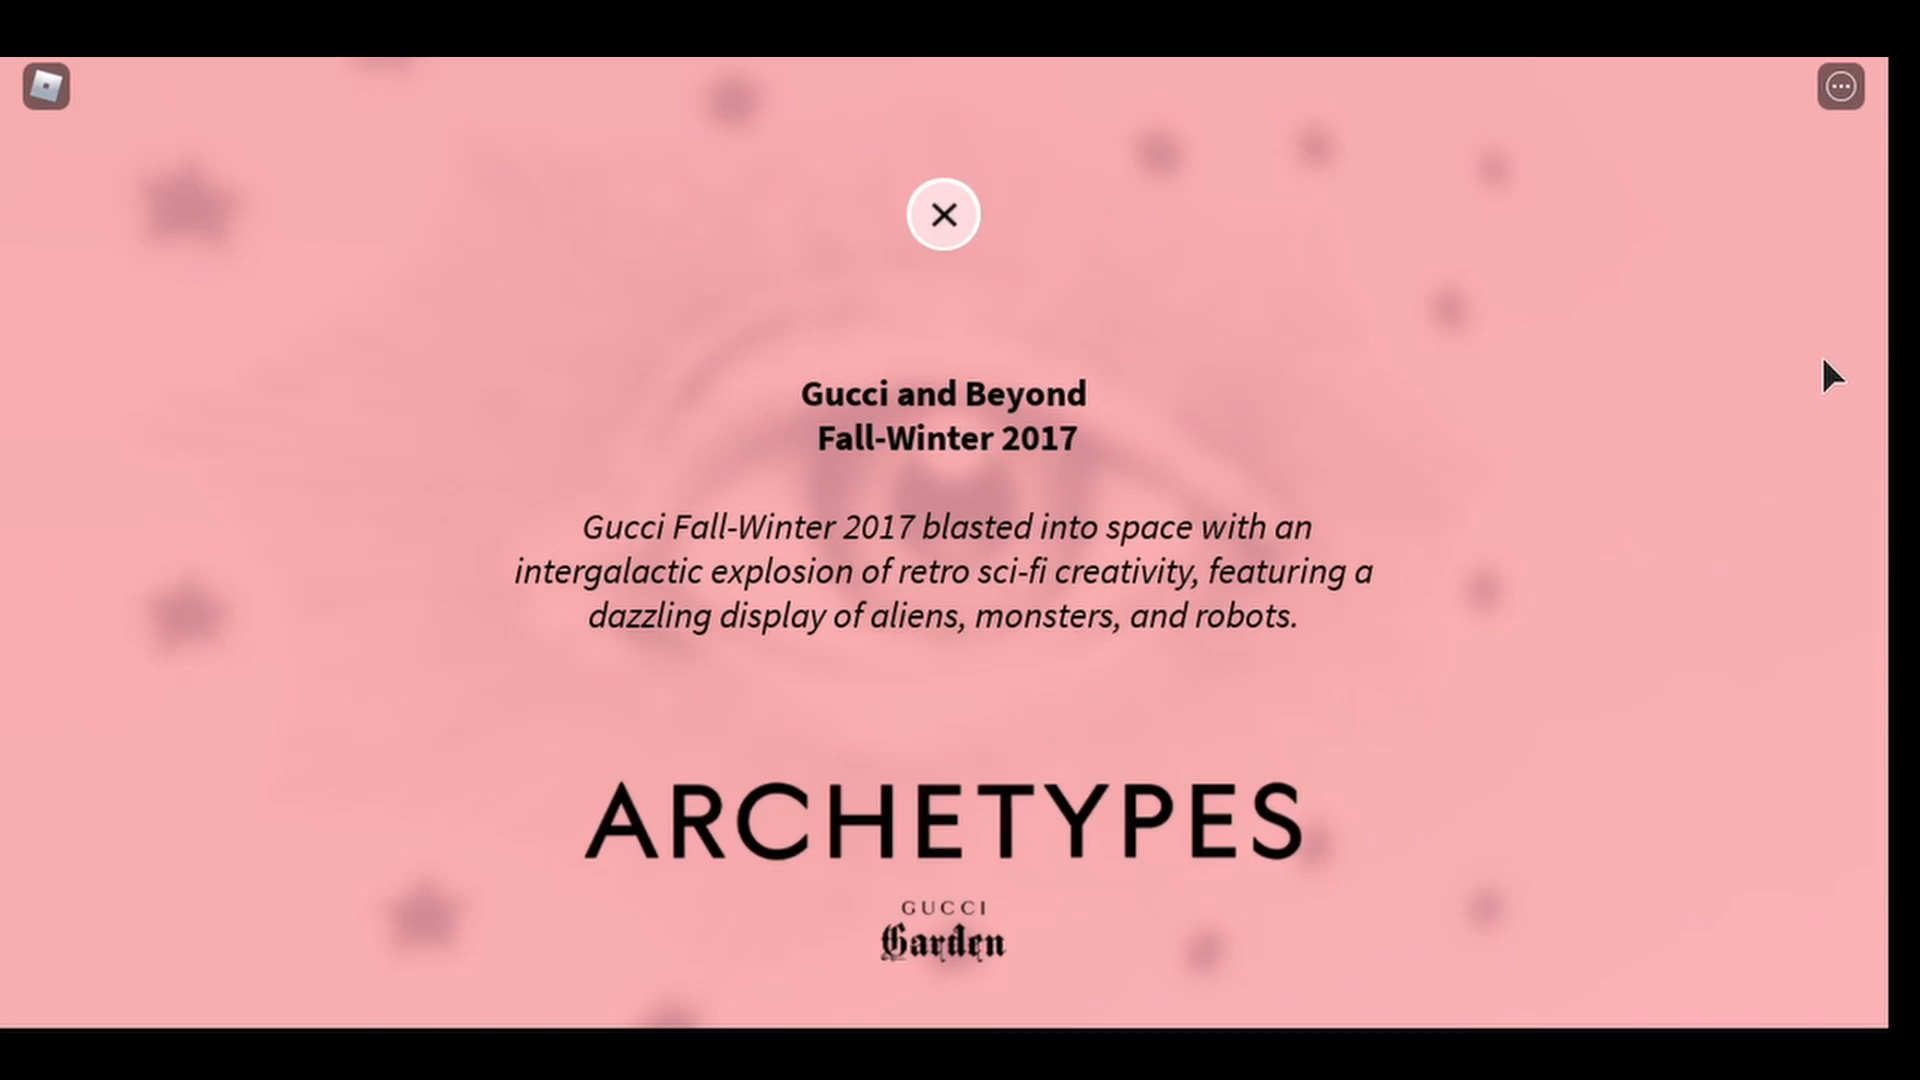 Gucci and Beyond
Fall-Winter 2017
Gucci Fall-Winter 2017 blasted into space with an
intergalactic explosion of retro sci-fi creativity, featuring a
dazzling display of aliens, monsters, and robots.
ARCHETYPES
GUCCI
Garden